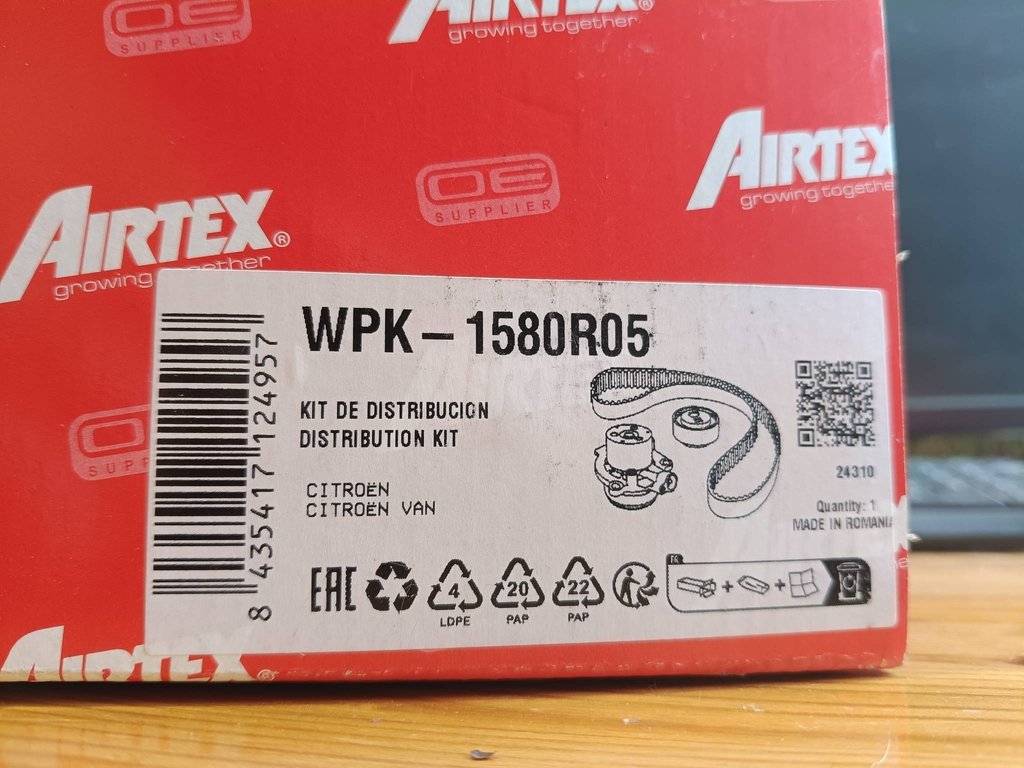 OE
SUPPLIER
AIRTEX®
growing together
AIRTEX
growing together
OE
SUPPLIER
AIRTEX®
growing together
WPK-1580R05
KIT DE DISTRIBUCION
DISTRIBUTION KIT
CITROËN
CITROËN VAN
8 435417 124957
24310
Quantity: 1
MADE IN ROMANIA
OE
EAC
4
LDPE
20
PAP
22
PAP
FR
AIRTEX®